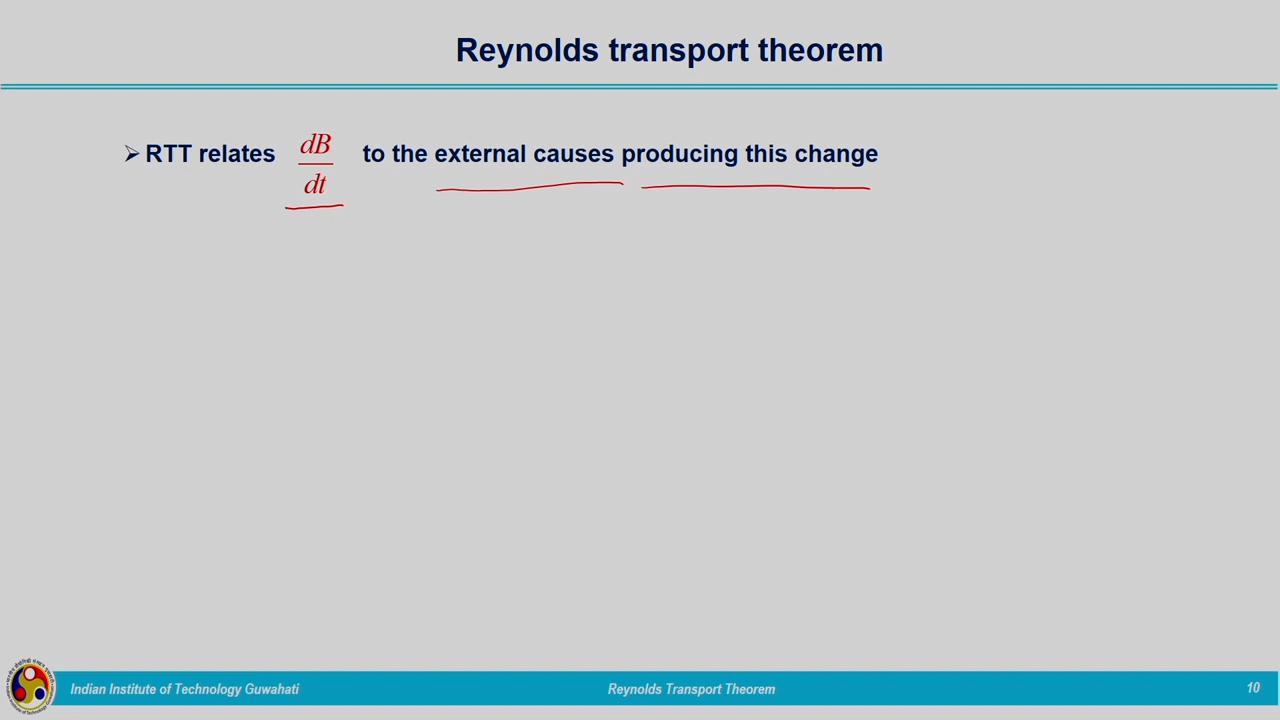 Reynolds transport theorem
➢ RTT relates dB/dt to the external causes producing this change
Indian Institute of Technology Guwahati
Reynolds Transport Theorem
10